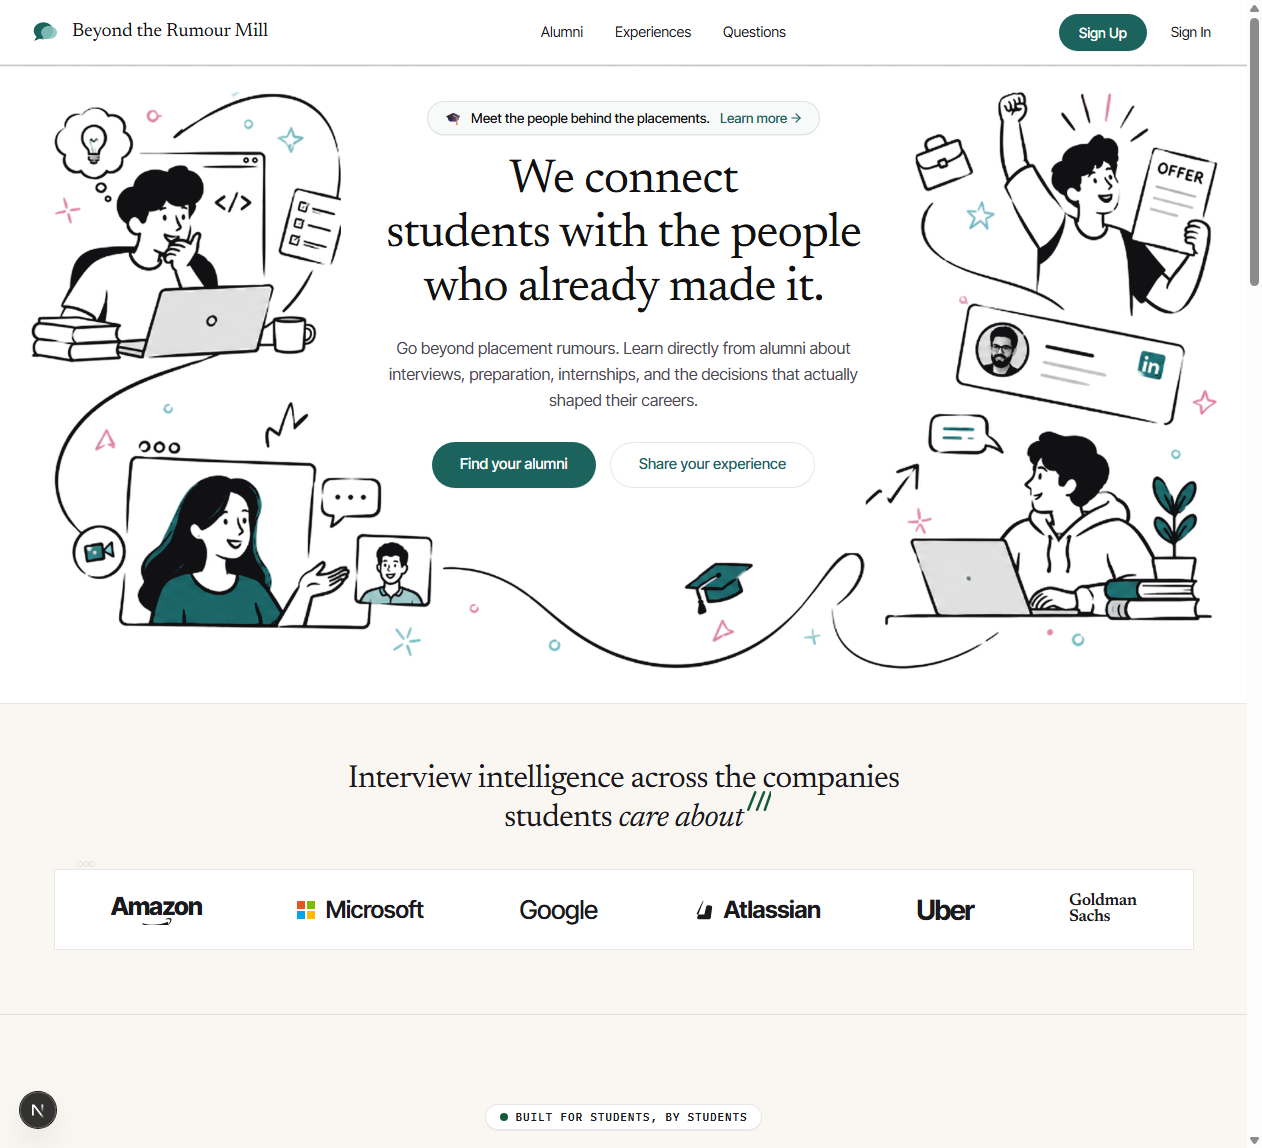 Beyond the Rumour Mill
Alumni
Experiences
Questions
Sign Up
Sign In
Meet the people behind the placements. Learn more →
We connect
students with the people
who already made it.
Go beyond placement rumours. Learn directly from alumni about
interviews, preparation, internships, and the decisions that actually
shaped their careers.
Find your alumni
Share your experience
</>
OFFER
in
Interview intelligence across the companies
students care about
Amazon
Microsoft
Google
Atlassian
Uber
Goldman
Sachs
N
BUILT FOR STUDENTS, BY STUDENTS